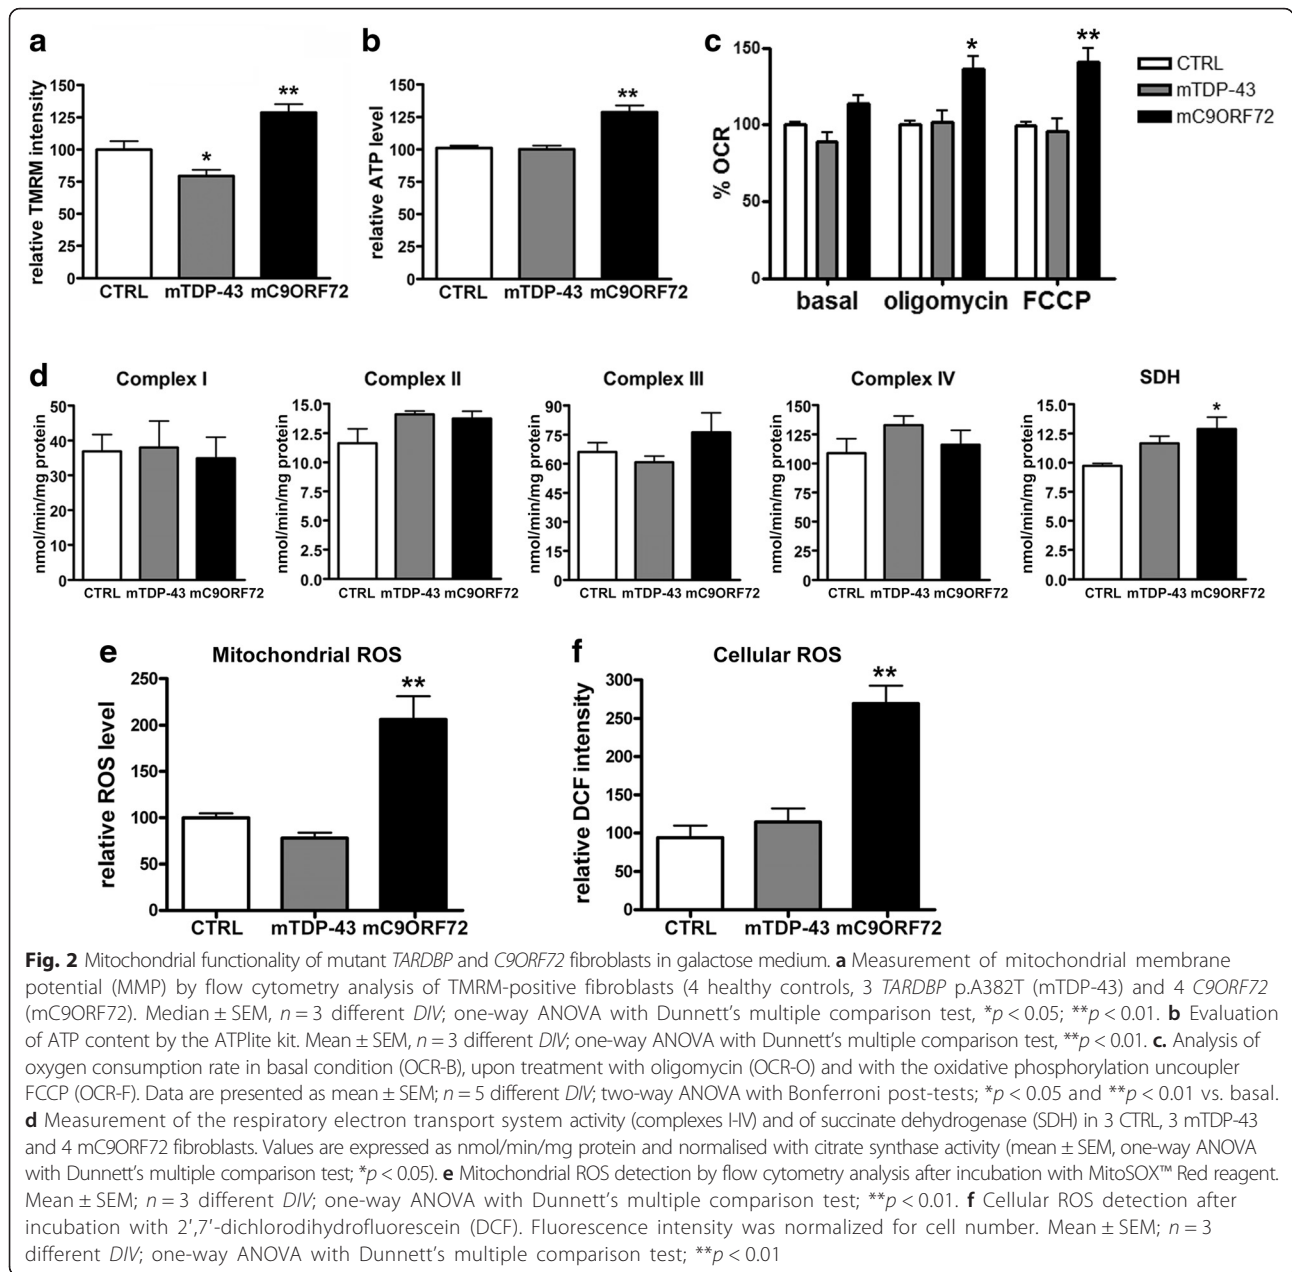 a
relative TMRM intensity
150
125
100
75
50
25
0
*
**
CTRL mTDP-43 mC9ORF72
b
relative ATP level
150
125
100
75
50
25
0
**
CTRL mTDP-43 mC9ORF72
c
% OCR
150
100
50
0
*
**
basal oligomycin FCCP
CTRL
mTDP-43
mC9ORF72
d
Complex I
nmol/min/mg protein
50
40
30
20
10
0
CTRL mTDP-43 mC9ORF72
Complex II
nmol/min/mg protein
15.0
12.5
10.0
7.5
5.0
2.5
0.0
CTRL mTDP-43 mC9ORF72
Complex III
nmol/min/mg protein
90
75
60
45
30
15
0
CTRL mTDP-43 mC9ORF72
Complex IV
nmol/min/mg protein
150
125
100
75
50
25
0
CTRL mTDP-43 mC9ORF72
SDH
nmol/min/mg protein
15.0
12.5
10.0
7.5
5.0
2.5
0.0
*
CTRL mTDP-43 mC9ORF72
e
Mitochondrial ROS
relative ROS level
250
200
150
100
50
0
**
CTRL mTDP-43 mC9ORF72
f
Cellular ROS
relative DCF intensity
300
250
200
150
100
50
0
**
CTRL mTDP-43 mC9ORF72
Fig. 2 Mitochondrial functionality of mutant TARDBP and C9ORF72 fibroblasts in galactose medium. a Measurement of mitochondrial membrane
potential (MMP) by flow cytometry analysis of TMRM-positive fibroblasts (4 healthy controls, 3 TARDBP p.A382T (mTDP-43) and 4 C9ORF72
(mC9ORF72). Median ± SEM, n = 3 different DIV; one-way ANOVA with Dunnett's multiple comparison test, *p < 0.05; **p < 0.01. b Evaluation
of ATP content by the ATPlite kit. Mean ± SEM, n = 3 different DIV; one-way ANOVA with Dunnett's multiple comparison test, **p < 0.01. c. Analysis of
oxygen consumption rate in basal condition (OCR-B), upon treatment with oligomycin (OCR-O) and with the oxidative phosphorylation uncoupler
FCCP (OCR-F). Data are presented as mean ± SEM; n = 5 different DIV; two-way ANOVA with Bonferroni post-tests; *p < 0.05 and **p < 0.01 vs. basal.
d Measurement of the respiratory electron transport system activity (complexes I-IV) and of succinate dehydrogenase (SDH) in 3 CTRL, 3 mTDP-43
and 4 mC9ORF72 fibroblasts. Values are expressed as nmol/min/mg protein and normalised with citrate synthase activity (mean ± SEM, one-way ANOVA
with Dunnett's multiple comparison test; *p < 0.05). e Mitochondrial ROS detection by flow cytometry analysis after incubation with MitoSOX™ Red reagent.
Mean ± SEM; n = 3 different DIV; one-way ANOVA with Dunnett's multiple comparison test; **p < 0.01. f Cellular ROS detection after
incubation with 2′,7′-dichlorodihydrofluorescein (DCF). Fluorescence intensity was normalized for cell number. Mean ± SEM; n = 3
different DIV; one-way ANOVA with Dunnett's multiple comparison test; **p < 0.01